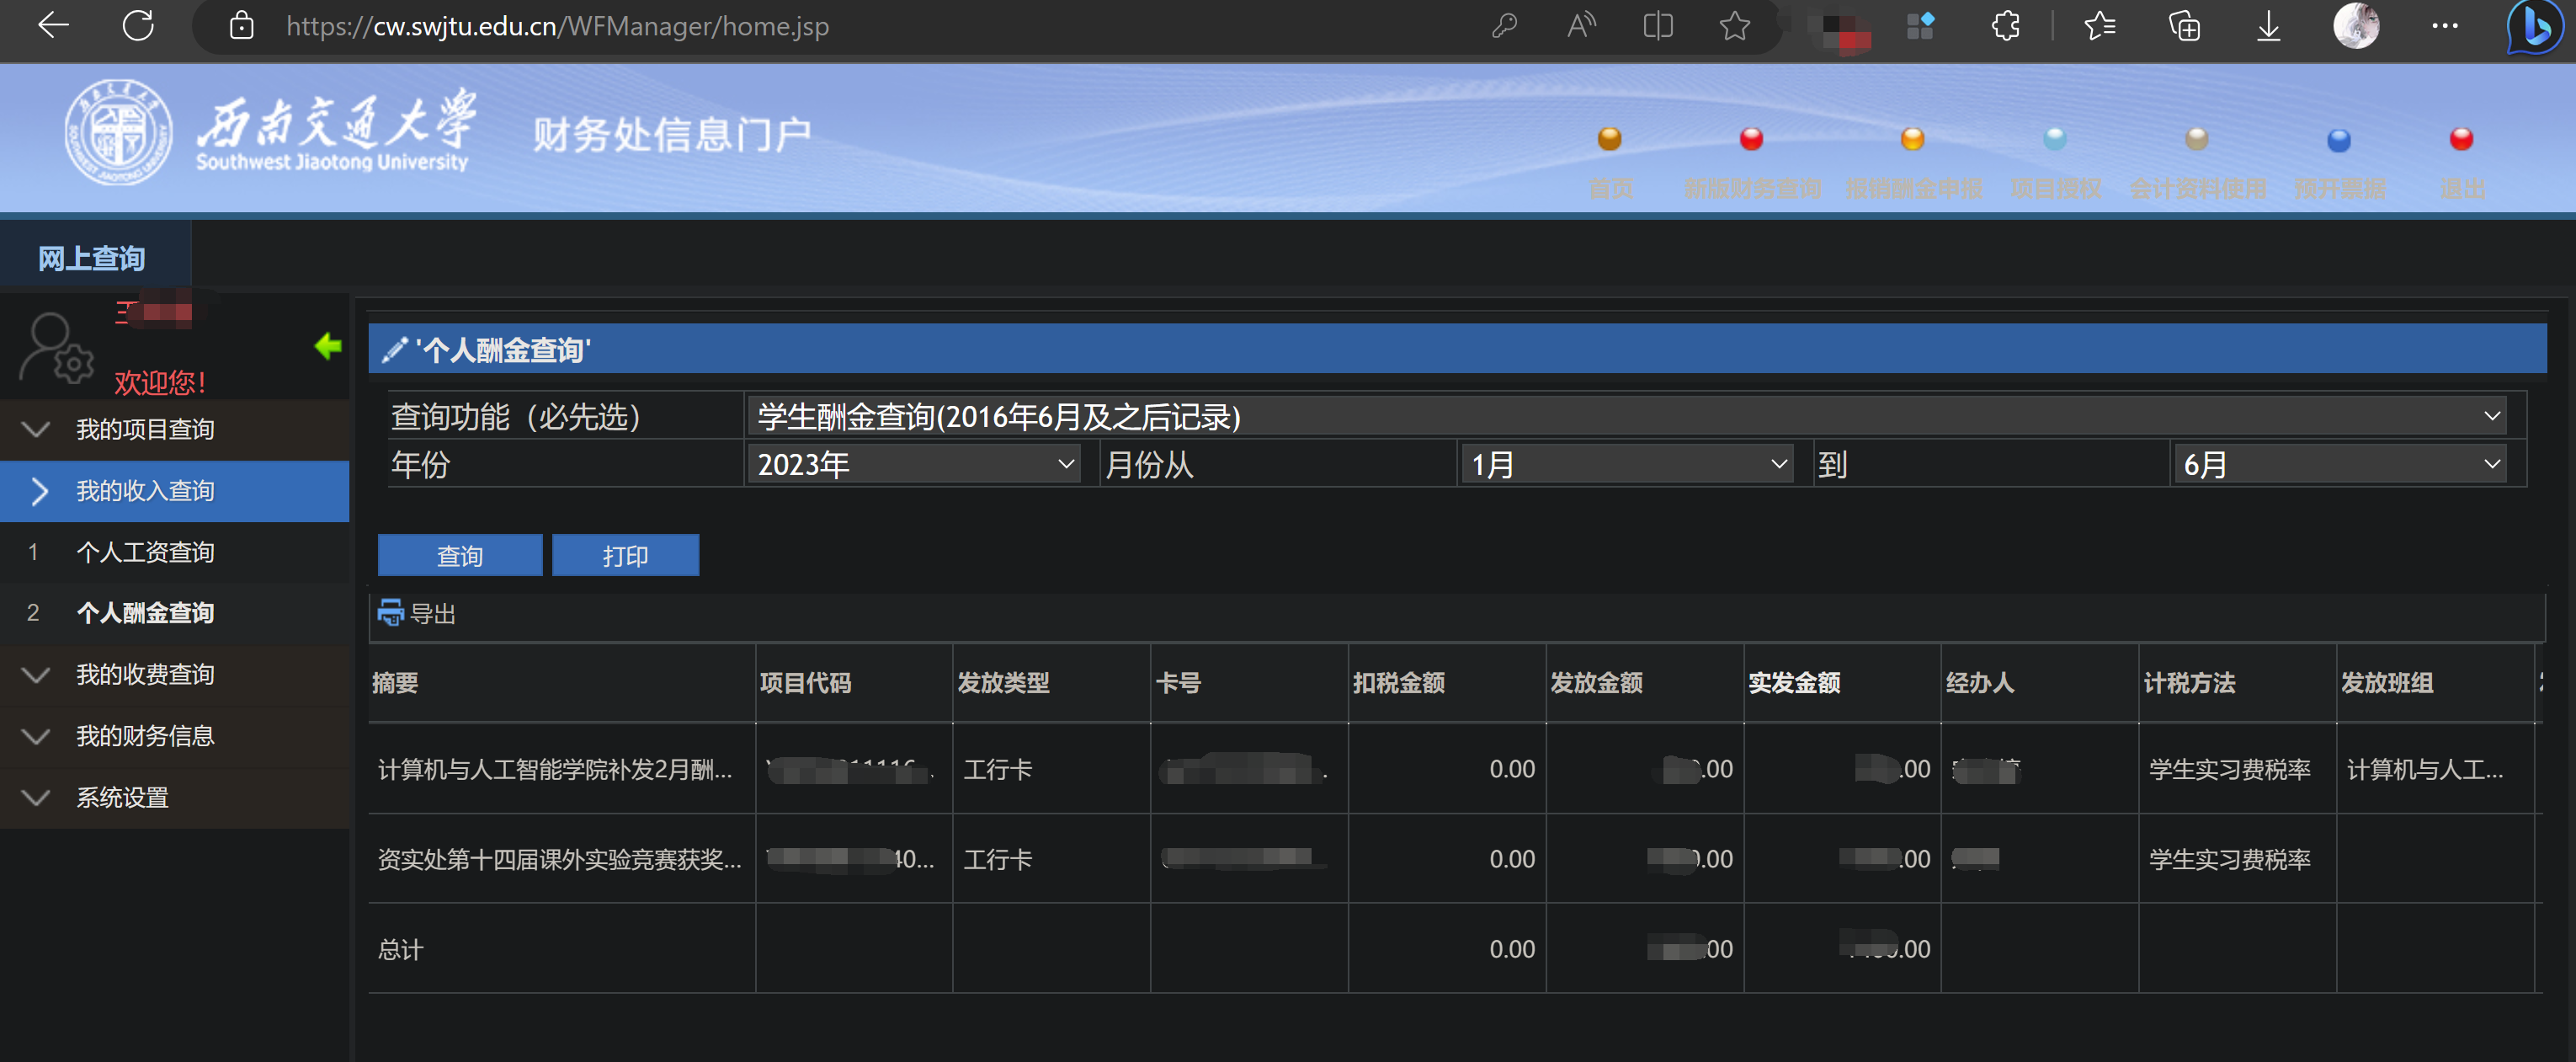 https://cw.swjtu.edu.cn/WFManager/home.jsp
西南交通大学
Southwest Jiaotong University
SOUTHWEST JIAOTONG UNIVERSITY
财务处信息门户
首页 新版财务查询 报销酬金申报 项目授权 会计资料使用 预开票据 退出
网上查询
欢迎您!
我的项目查询
我的收入查询
1 个人工资查询
2 个人酬金查询
我的收费查询
我的财务信息
系统设置
'个人酬金查询'
查询功能（必先选） 学生酬金查询(2016年6月及之后记录)
年份 2023年 月份从 1月 到 6月
查询 打印
导出
摘要 项目代码 发放类型 卡号 扣税金额 发放金额 实发金额 经办人 计税方法 发放班组
计算机与人工智能学院补发2月酬... 工行卡 0.00 .00 .00 学生实习费税率 计算机与人工...
资实处第十四届课外实验竞赛获奖... 40... 工行卡 0.00 .00 .00 学生实习费税率
总计 0.00 00 .00